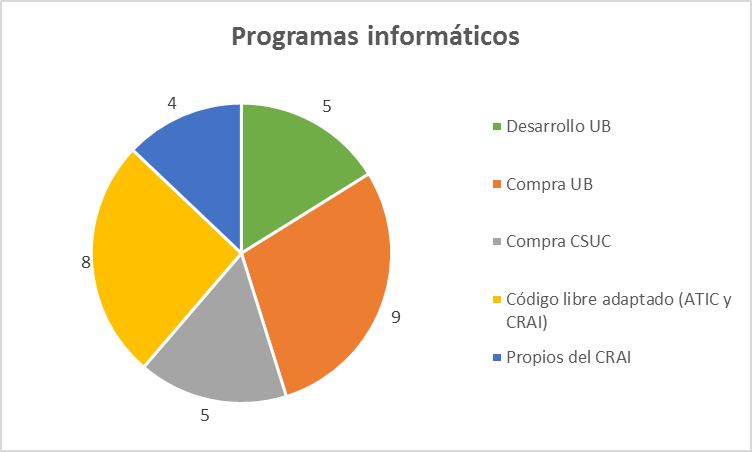 Programas informáticos
4
5
8
9
5
Desarrollo UB
Compra UB
Compra CSUC
Código libre adaptado (ATIC y
CRAI)
Propios del CRAI